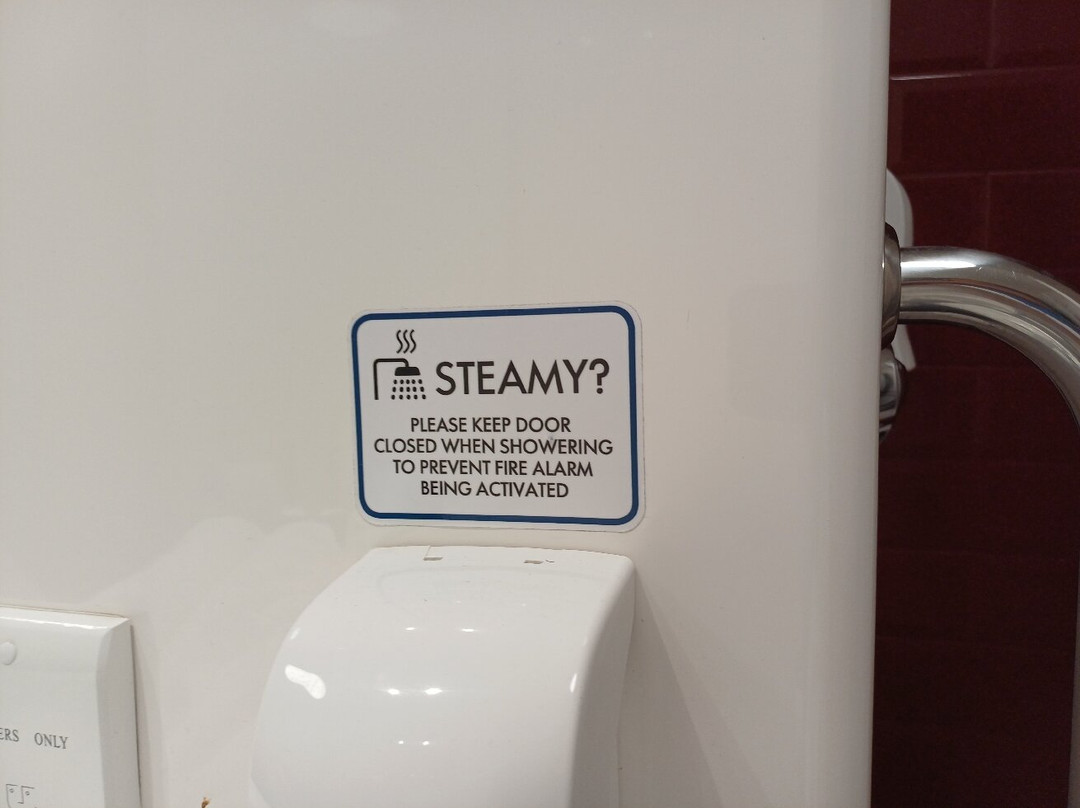 STEAMY?
PLEASE KEEP DOOR
CLOSED WHEN SHOWERING
TO PREVENT FIRE ALARM
BEING ACTIVATED
ONLY